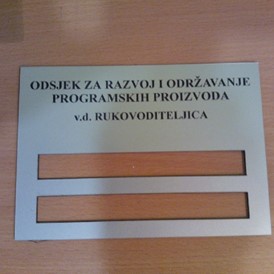 ODSJEK ZA RAZVOJ I ODRŽAVANJE
PROGRAMSKIH PROIZVODA
v.d. RUKOVODITELJICA